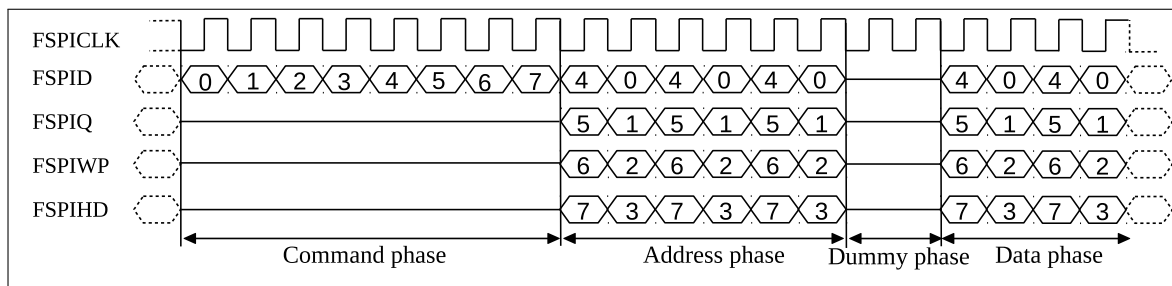 FSPICLK
FSPID 0 1 2 3 4 5 6 7 4 0 4 0 4 0 4 0 4 0
FSPIQ 5 1 5 1 5 1 5 1 5 1
FSPIWP 6 2 6 2 6 2 6 2 6 2
FSPIHD 7 3 7 3 7 3 7 3 7 3
Command phase Address phase Dummy phase Data phase